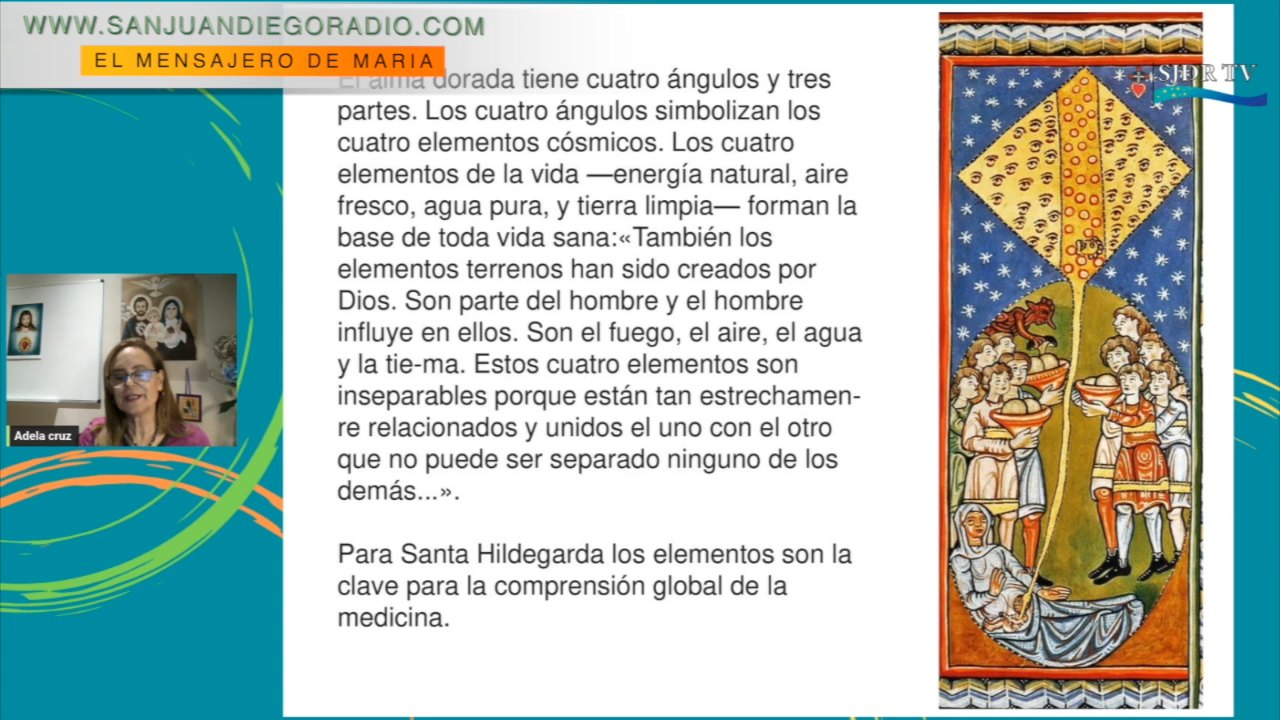 WWW.SANJUANDIEGORADIO.COM
EL MENSAJERO DE MARIA
SJDR TV
El alma dorada tiene cuatro ángulos y tres
partes. Los cuatro ángulos simbolizan los
cuatro elementos cósmicos. Los cuatro
elementos de la vida —energía natural, aire
fresco, agua pura, y tierra limpia— forman la
base de toda vida sana:«También los
elementos terrenos han sido creados por
Dios. Son parte del hombre y el hombre
influye en ellos. Son el fuego, el aire, el agua
y la tie-ma. Estos cuatro elementos son
inseparables porque están tan estrechamen-
re relacionados y unidos el uno con el otro
que no puede ser separado ninguno de los
demás...».
Para Santa Hildegarda los elementos son la
clave para la comprensión global de la
medicina.
Adela cruz